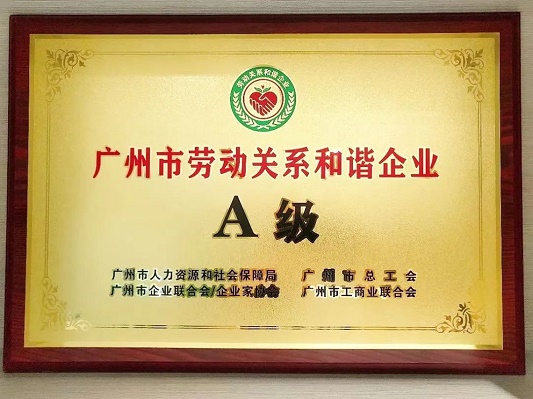 劳动关系和谐企业
广州市劳动关系和谐企业
A 级
广州市人力资源和社会保障局 广州市总工会
广州市企业联合会/企业家协会 广州市工商业联合会